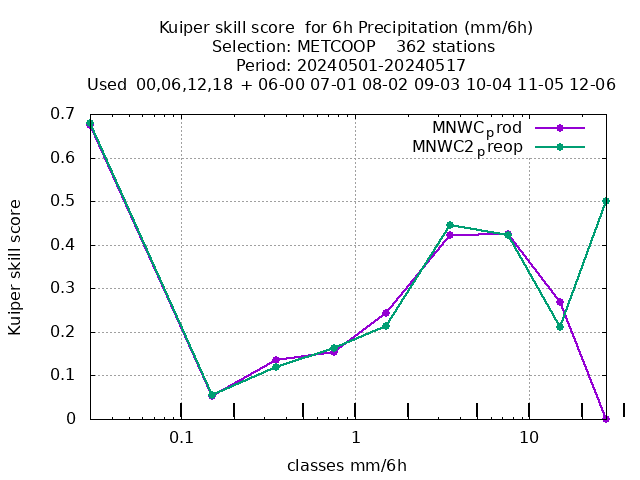 Kuiper skill score  for 6h Precipitation (mm/6h)
Selection: METCOOP    362 stations
Period: 20240501-20240517
Used  00,06,12,18  + 06-00 07-01 08-02 09-03 10-04 11-05 12-06
MNWCprod
MNWC2preop
Kuiper skill score
0.7
0.6
0.5
0.4
0.3
0.2
0.1
0
0.1
1
10
classes mm/6h